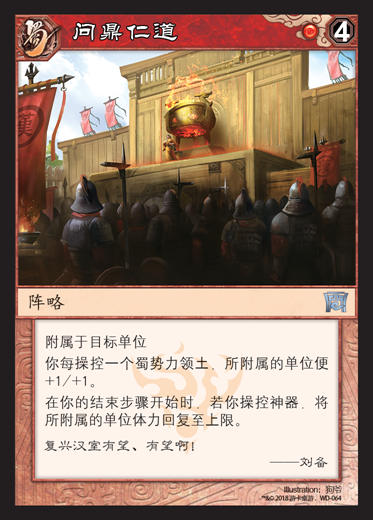 蜀
问鼎仁道
4
漢
阵略
附属于目标单位
你每操控一个蜀势力领土，所附属的单位便
+1/+1。
在你的结束步骤开始时，若你操控神器，将
所附属的单位体力回复至上限。
复兴汉室有望、有望啊！
——刘备
illustration：狗爷
™&© 2018 游卡桌游．WD-064